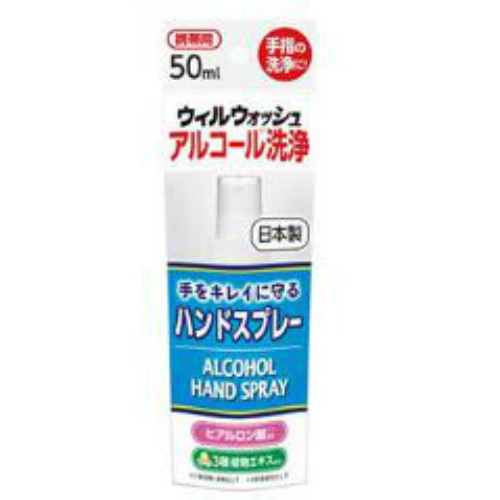 携帯用
50ml
手指の
洗浄に!
ウィルウォッシュ
アルコール洗浄
日本製
手をキレイに守る
ハンドスプレー
ALCOHOL
HAND SPRAY
ヒアルロン酸
3種植物エキス